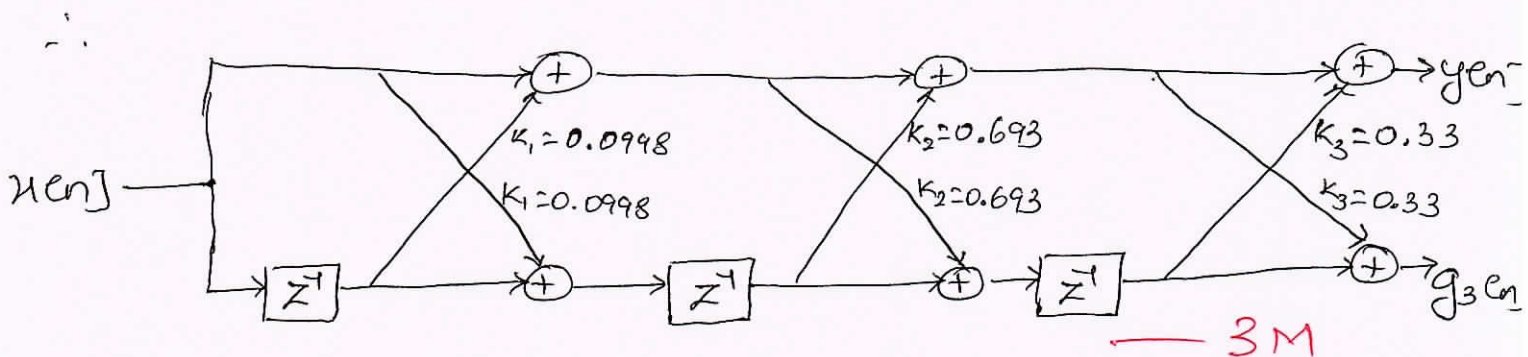 + + + → y[n]
K₁=0.0998 K₂=0.693 K₃=0.33
x[n]
K₁=0.0998 K₂=0.693 K₃=0.33
z⁻¹ + z⁻¹ + z⁻¹ + → g₃[n]
— 3M